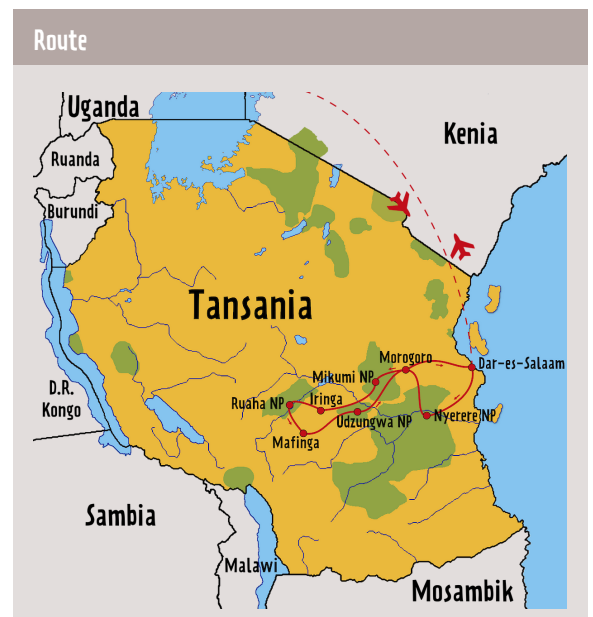 Route
Uganda
Kenia
Ruanda
Burundi
Tansania
Morogoro
Dar-es-Salaam
Mikumi NP
D.R.
Kongo
Ruaha NP
Iringa
Udzungwa NP
Nyerere NP
Mafinga
Sambia
Malawi
Mosambik